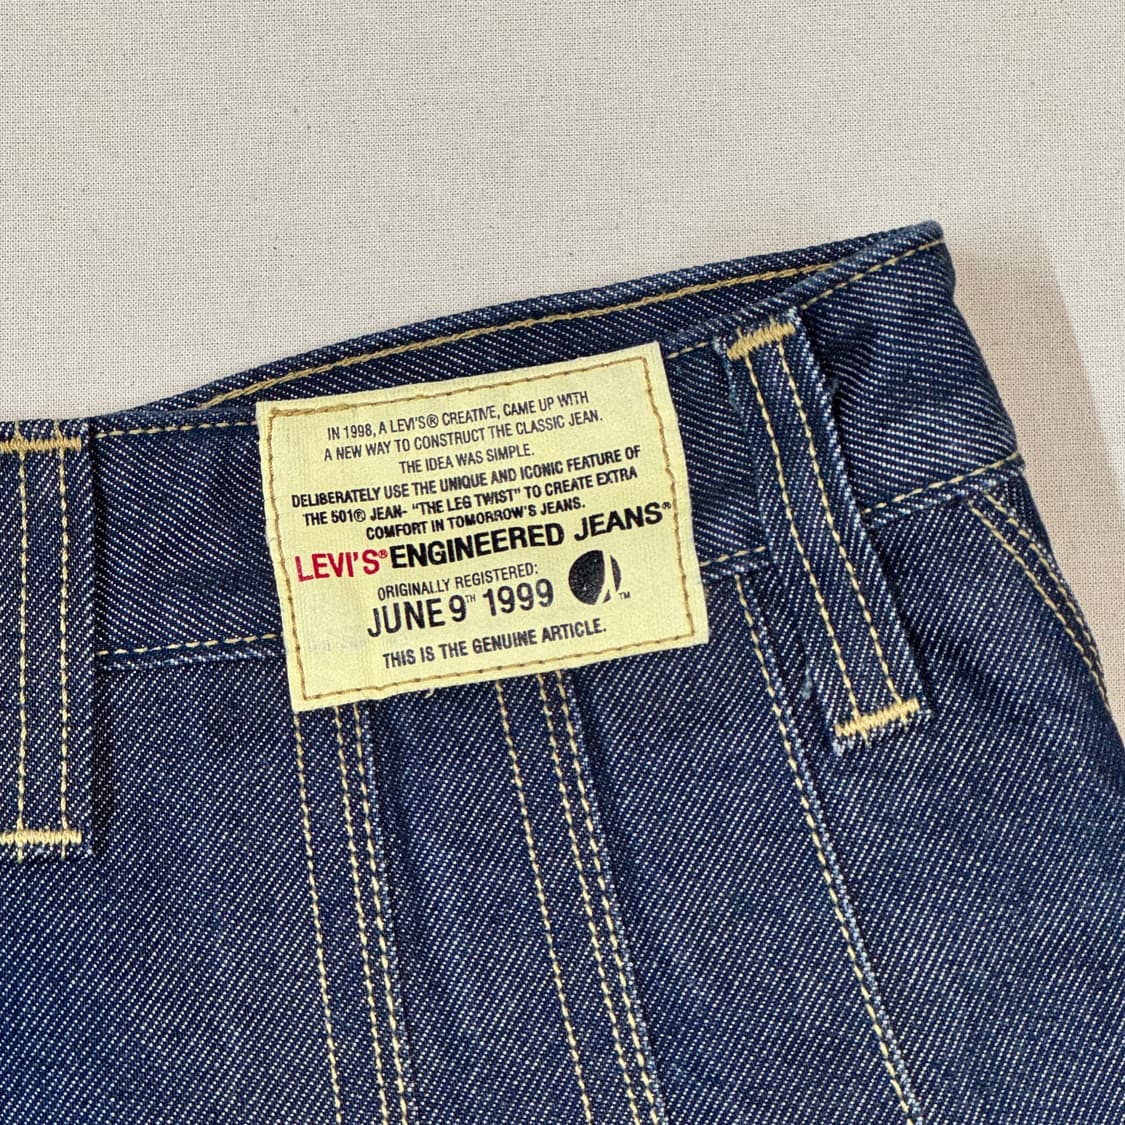 IN 1998, A LEVI'S® CREATIVE, CAME UP WITH
A NEW WAY TO CONSTRUCT THE CLASSIC JEAN.
THE IDEA WAS SIMPLE.
DELIBERATELY USE THE UNIQUE AND ICONIC FEATURE OF
THE 501® JEAN- "THE LEG TWIST" TO CREATE EXTRA
COMFORT IN TOMORROW'S JEANS.
LEVI'S® ENGINEERED JEANS®
ORIGINALLY REGISTERED:
JUNE 9TH 1999
TM
THIS IS THE GENUINE ARTICLE.